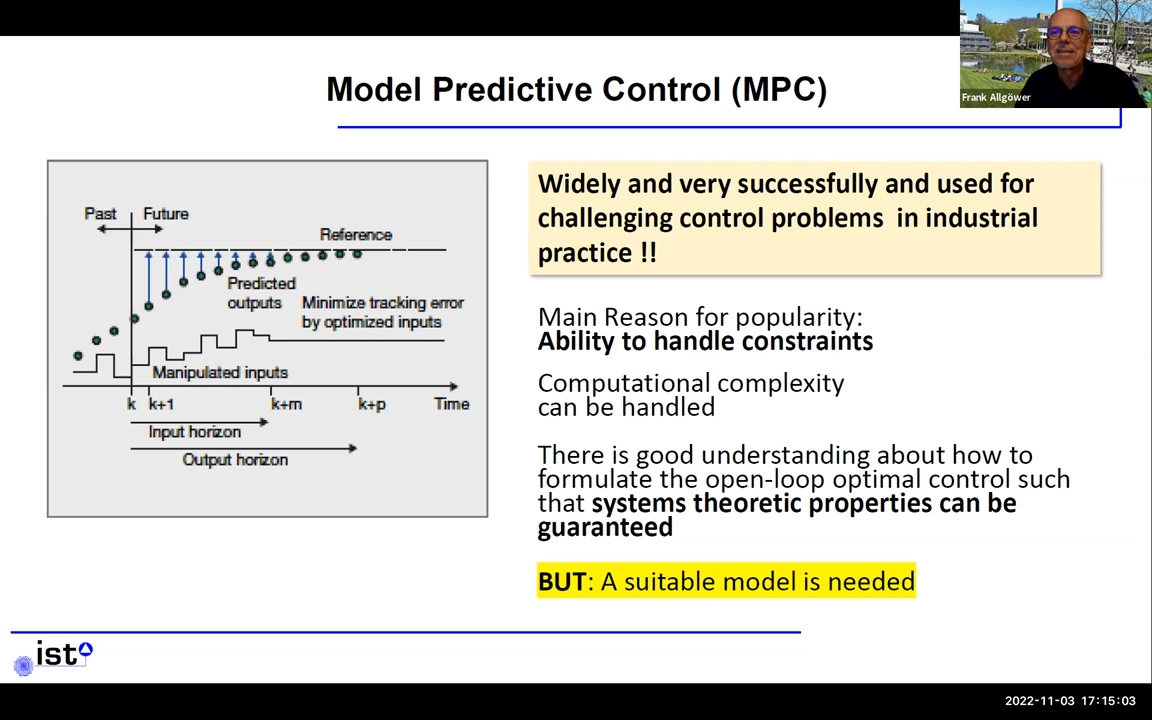 Model Predictive Control (MPC)
Frank Allgöwer
Past
Future
Reference
Predicted
outputs
Minimize tracking error
by optimized inputs
Manipulated inputs
k
k+1
k+m
k+p
Time
Input horizon
Output horizon
Widely and very successfully and used for
challenging control problems in industrial
practice !!
Main Reason for popularity:
Ability to handle constraints
Computational complexity
can be handled
There is good understanding about how to
formulate the open-loop optimal control such
that systems theoretic properties can be
guaranteed
BUT: A suitable model is needed
ist
2022-11-03 17:15:03